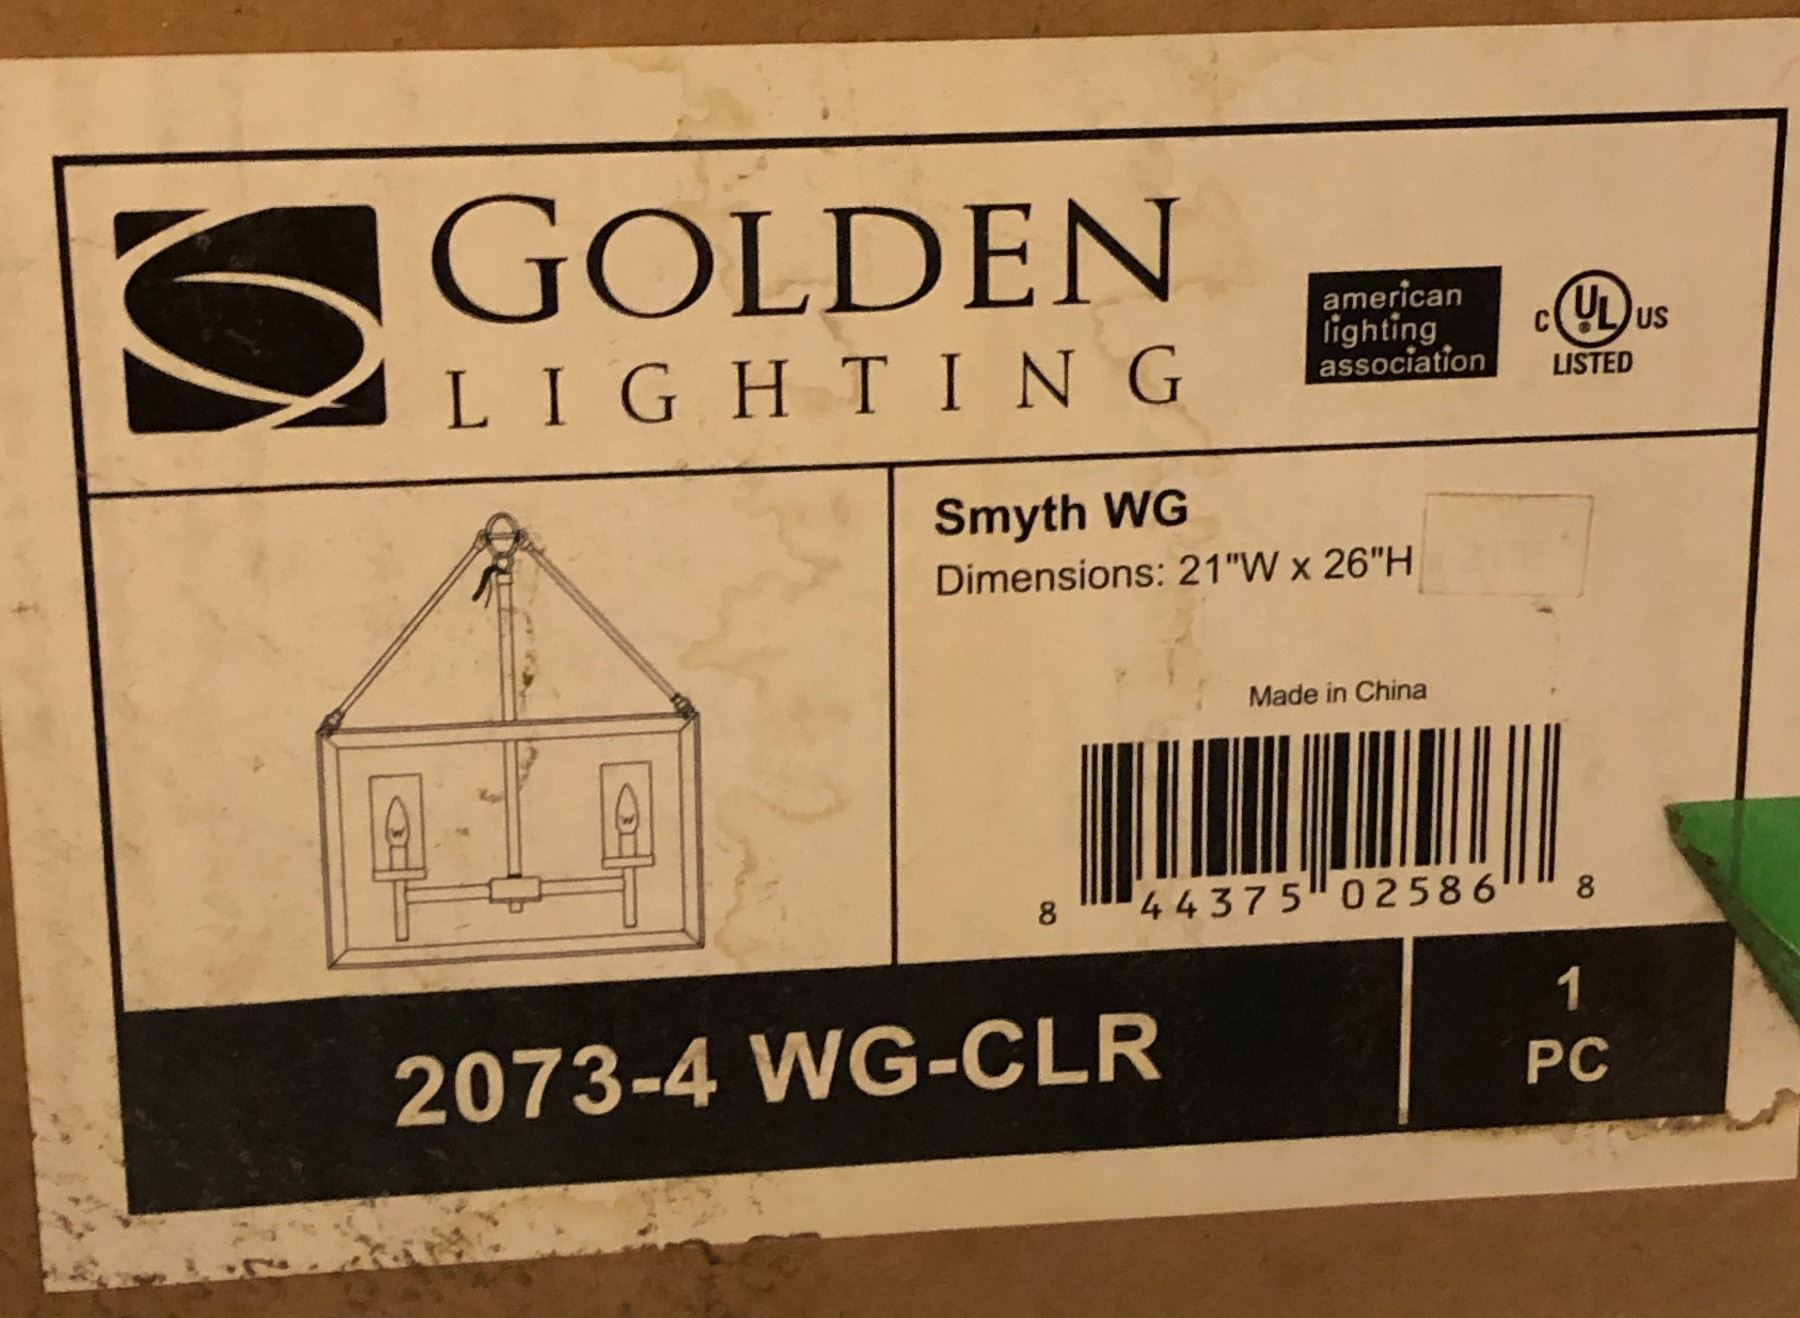 GOLDEN
LIGHTING
american
lighting
association
C UL US
LISTED
Smyth WG
Dimensions: 21"W x 26"H
Made in China
8 44375 02586 8
2073-4 WG-CLR
1
PC